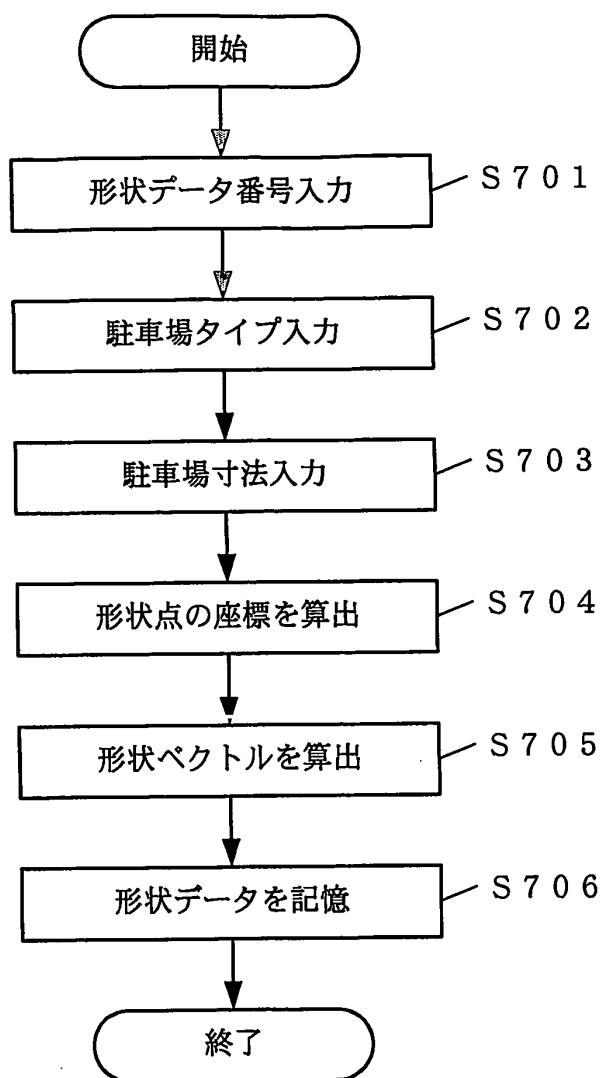 開始
形状データ番号入力
S701
駐車場タイプ入力
S702
駐車場寸法入力
S703
形状点の座標を算出
S704
形状ベクトルを算出
S705
形状データを記憶
S706
終了